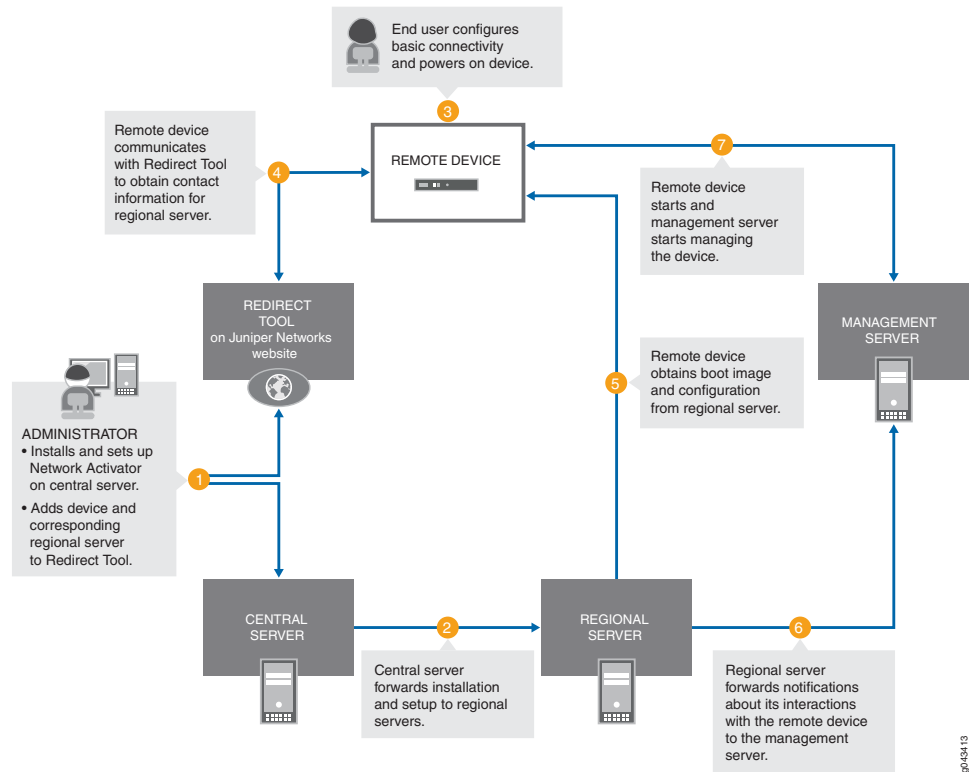 End user configures
basic connectivity
and powers on device.
3
Remote device
communicates
with Redirect Tool
to obtain contact
information for
regional server.
4
REMOTE DEVICE
7
Remote device
starts and
management server
starts managing
the device.
REDIRECT
TOOL
on Juniper Networks
website
MANAGEMENT
SERVER
5
Remote device
obtains boot image
and configuration
from regional server.
ADMINISTRATOR
• Installs and sets up
Network Activator
on central server.
• Adds device and
corresponding
regional server
to Redirect Tool.
1
CENTRAL
SERVER
2
Central server
forwards installation
and setup to regional
servers.
REGIONAL
SERVER
6
Regional server
forwards notifications
about its interactions
with the remote device
to the management
server.
g043413